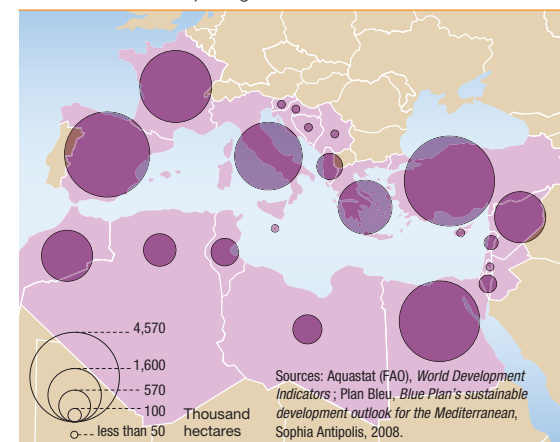 4,570
1,600
570
100
less than 50
Thousand
hectares
Sources: Aquastat (FAO), World Development
Indicators ; Plan Bleu, Blue Plan's sustainable
development outlook for the Mediterranean,
Sophia Antipolis, 2008.